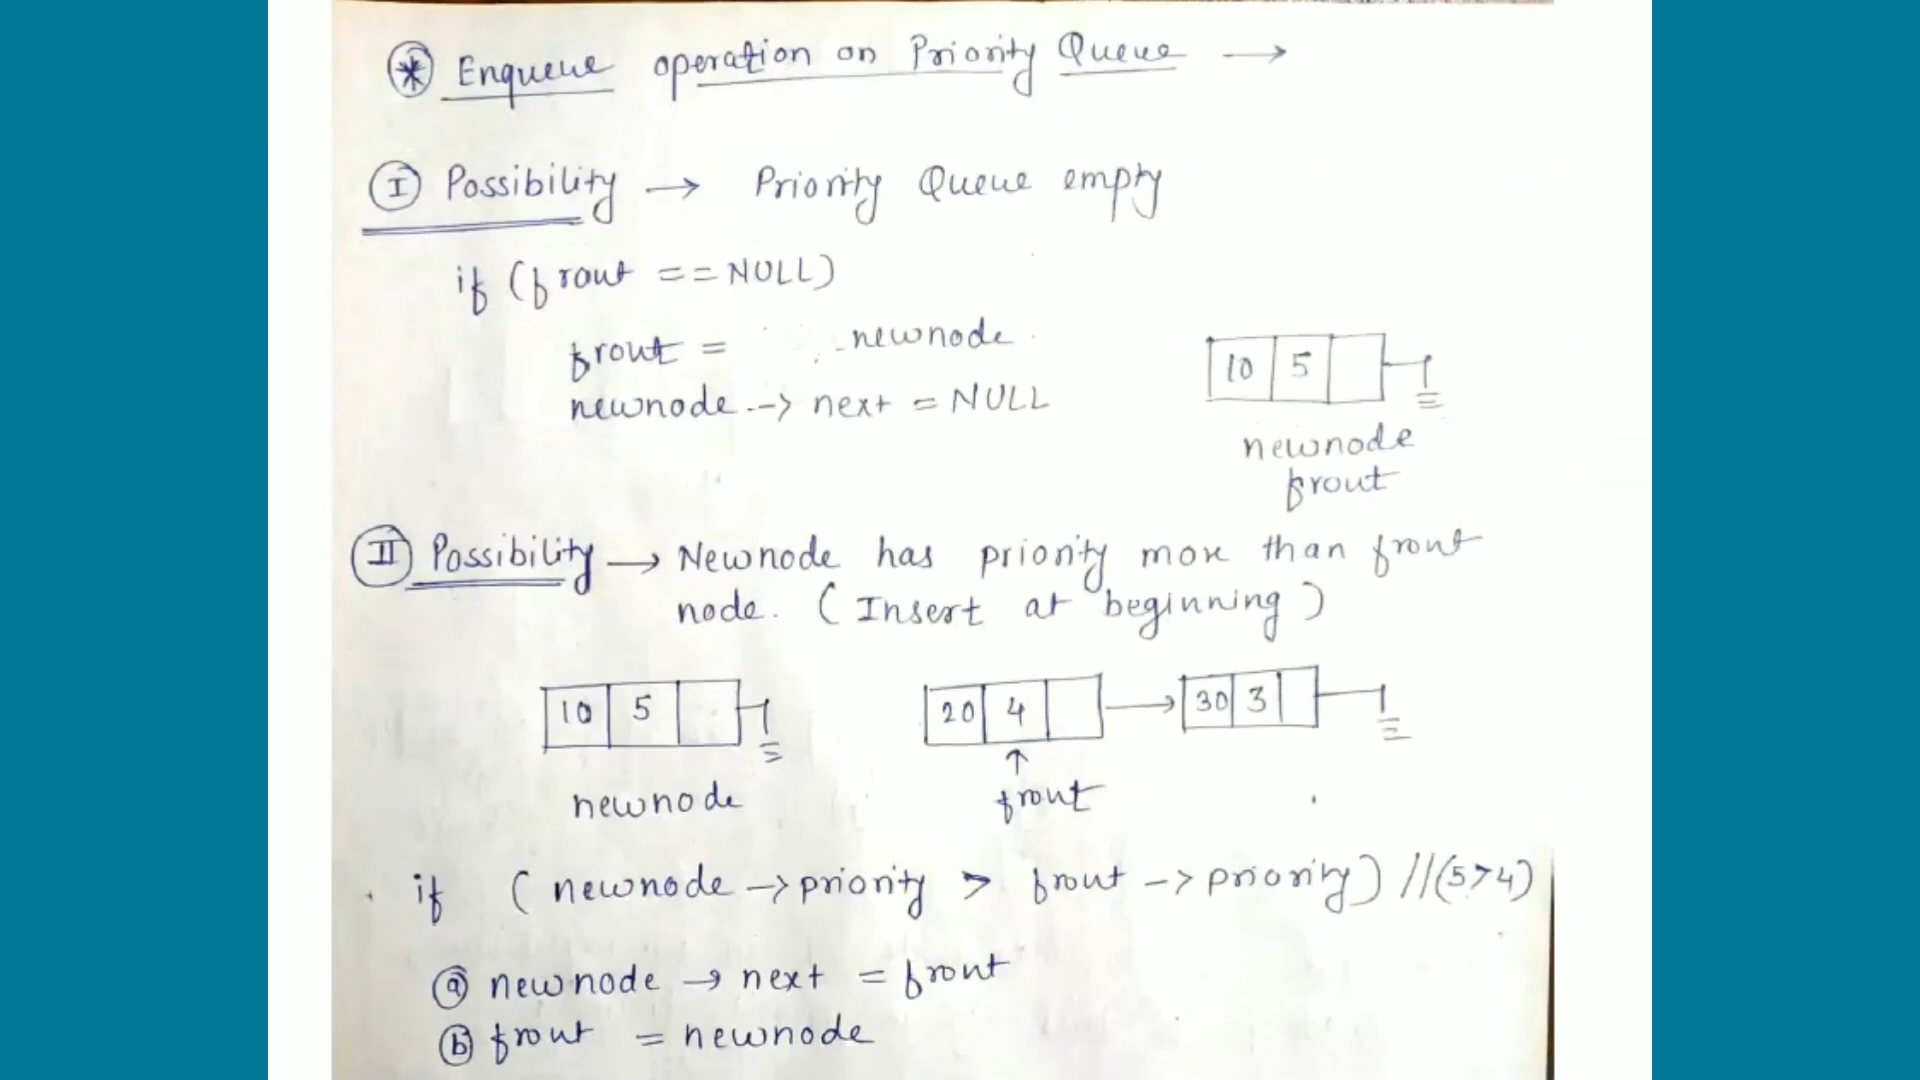 * Enqueue operation on Priority Queue →
I Possibility → Priority Queue empty
if (front == NULL)
front = newnode
newnode -> next = NULL
10 5
newnode
front
II Possibility → Newnode has priority more than front
node. (Insert at beginning)
10 5
20 4 → 30 3
newnode
↑
front
if (newnode -> priority > front -> priority) //(5>4)
a newnode → next = front
b front = newnode